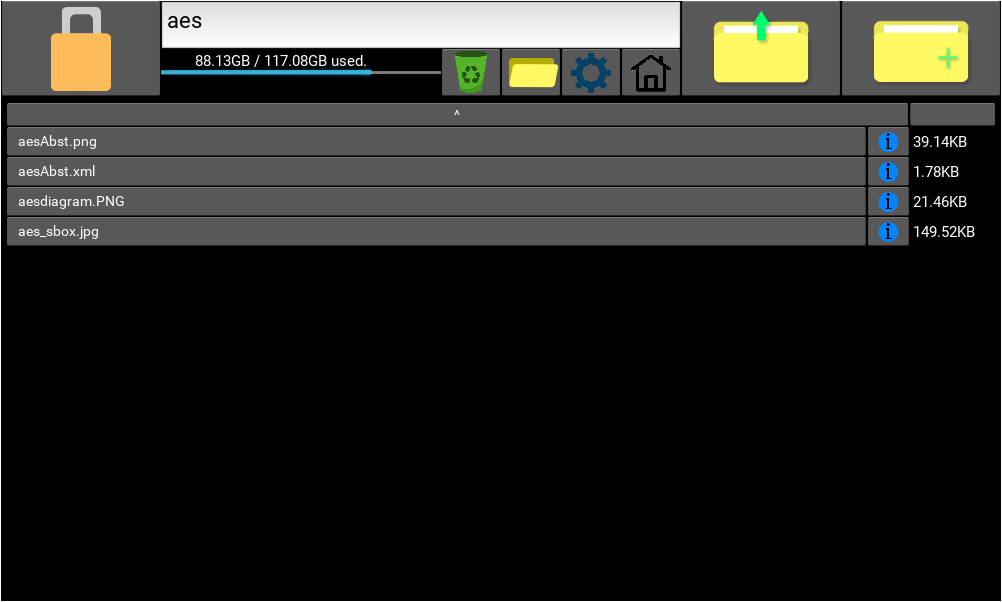 aes
88.13GB / 117.08GB used.
^
aesAbst.png 39.14KB
aesAbst.xml 1.78KB
aesdiagram.PNG 21.46KB
aes_sbox.jpg 149.52KB